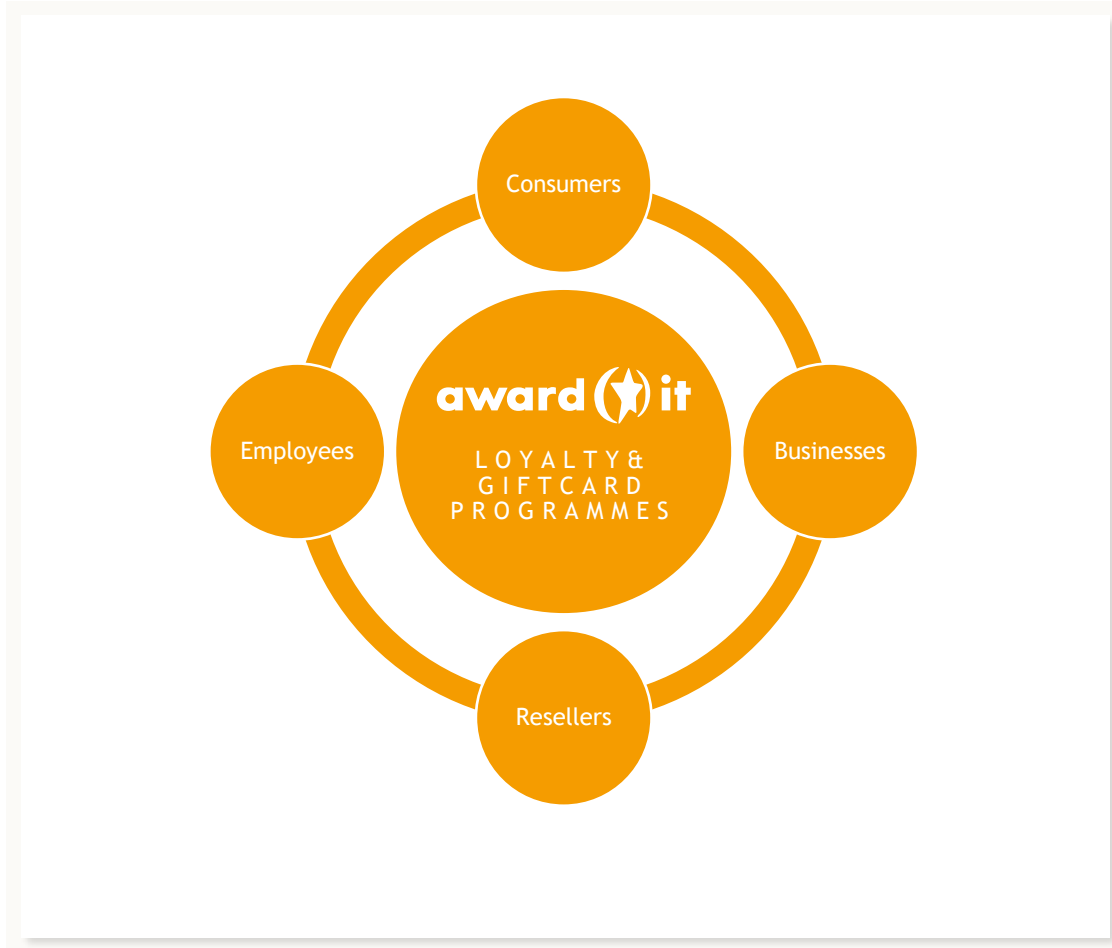 Consumers
award it
LOYALTY&
GIFTCARD
PROGRAMMES
Employees
Businesses
Resellers